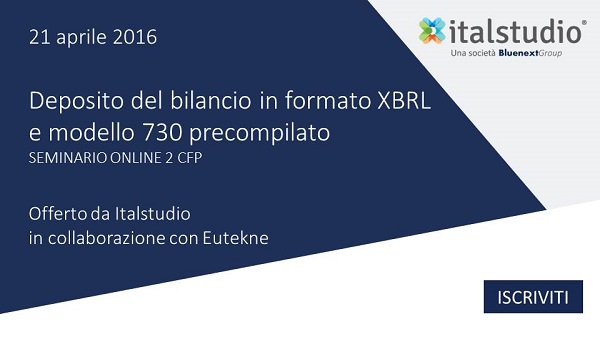 21 aprile 2016
italstudio®
Una società BluenextGroup
Deposito del bilancio in formato XBRL
e modello 730 precompilato
SEMINARIO ONLINE 2 CFP
Offerto da Italstudio
in collaborazione con Eutekne
ISCRIVITI